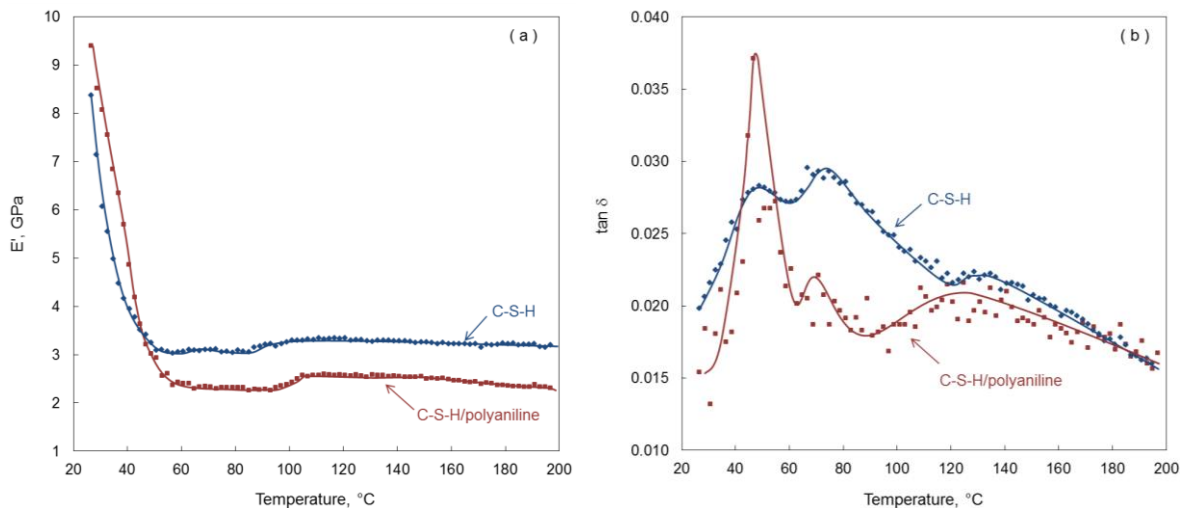 ( a )
E', GPa
10
9
8
7
6
5
4
3
2
1
C-S-H
C-S-H/polyaniline
20 40 60 80 100 120 140 160 180 200
Temperature, °C
( b )
tan δ
0.040
0.035
0.030
0.025
0.020
0.015
0.010
C-S-H
C-S-H/polyaniline
20 40 60 80 100 120 140 160 180 200
Temperature, °C